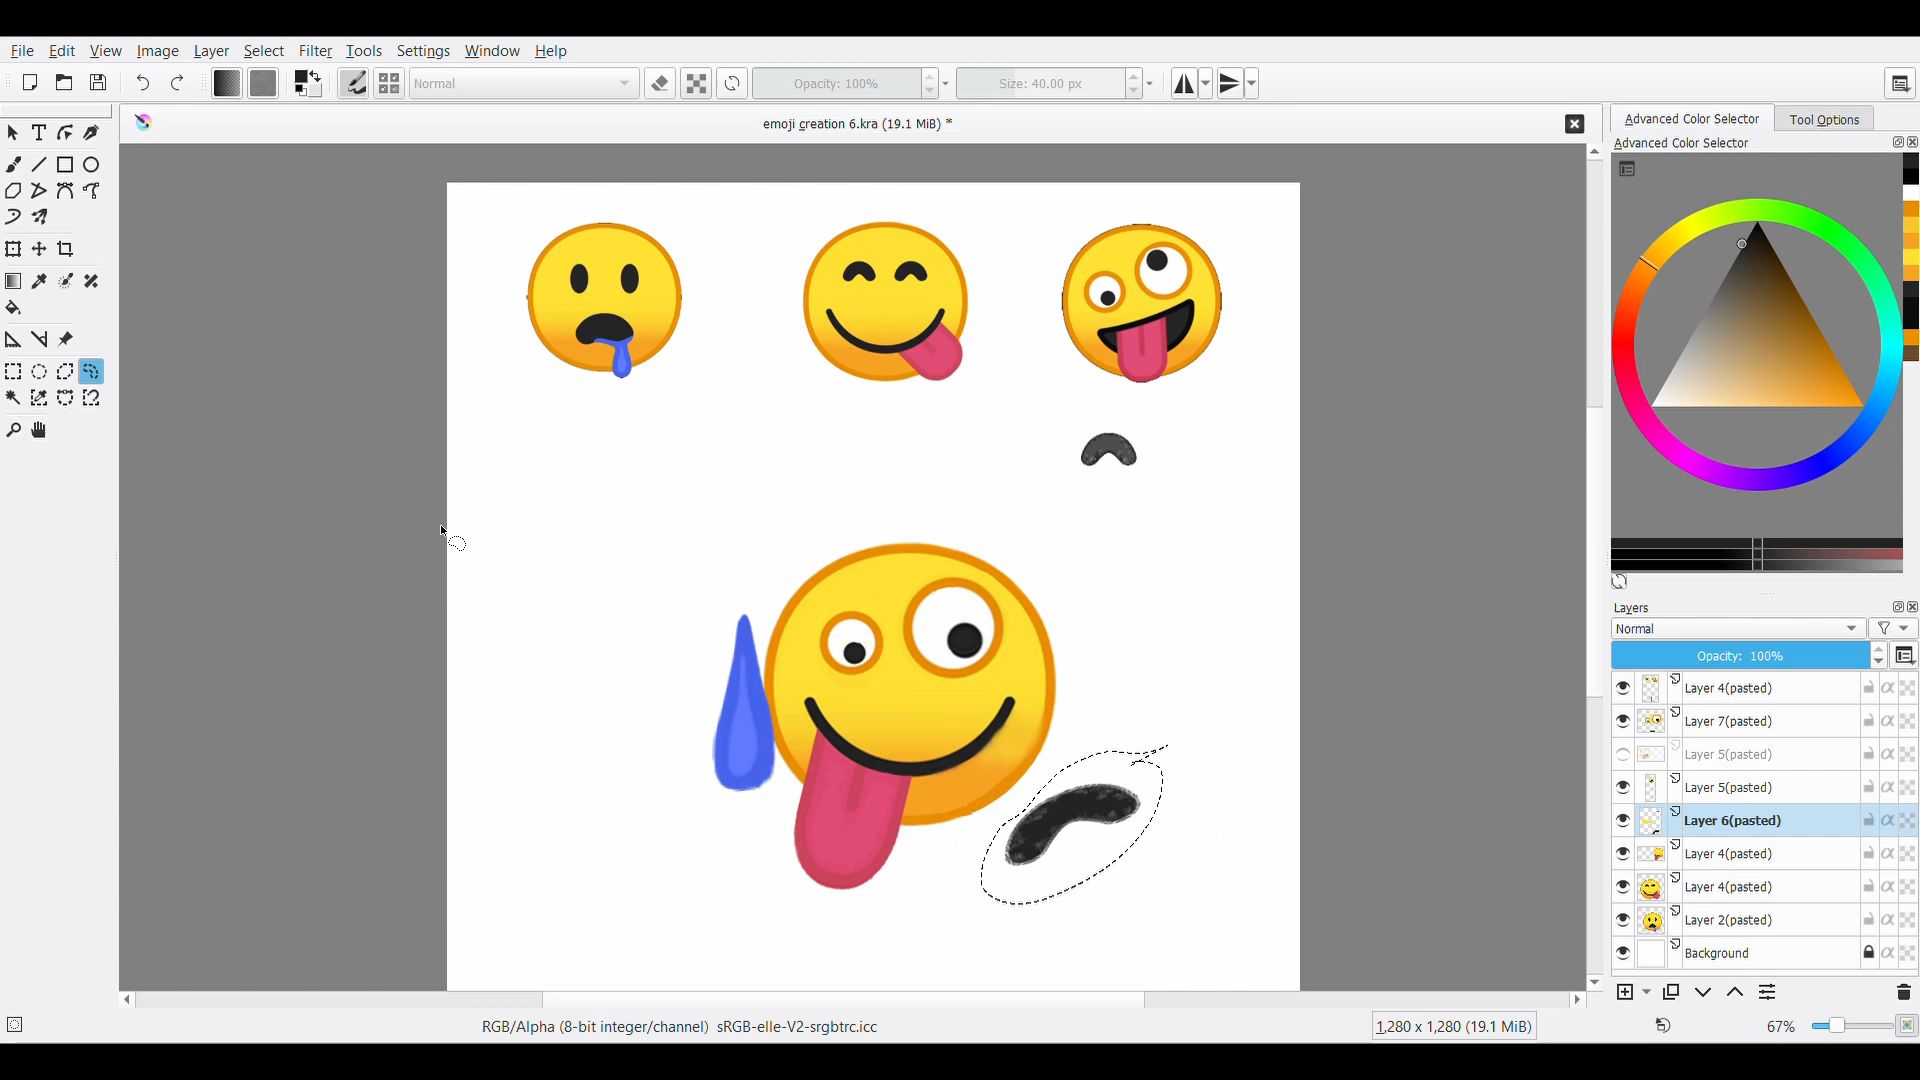 File Edit View Image Layer Select Filter Tools Settings Window Help
Normal Opacity: 100% Size: 40.00 px
emoji creation 6.kra (19.1 MiB) *
Advanced Color Selector Tool Options
Advanced Color Selector
Layers
Normal
Opacity: 100%
Layer 4(pasted)
Layer 7(pasted)
Layer 5(pasted)
Layer 5(pasted)
Layer 6(pasted)
Layer 4(pasted)
Layer 4(pasted)
Layer 2(pasted)
Background
RGB/Alpha (8-bit integer/channel) sRGB-elle-V2-srgbtrc.icc 1,280 x 1,280 (19.1 MiB) 67%